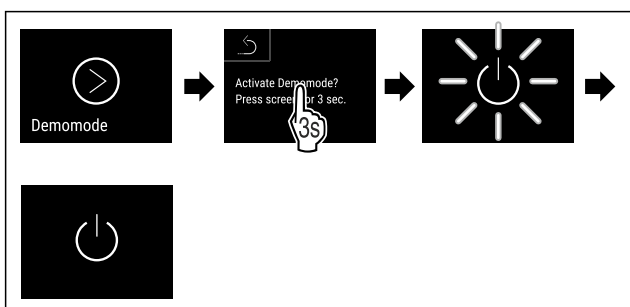 Demomode
Activate Demomode?
Press screen for 3 sec.
3s